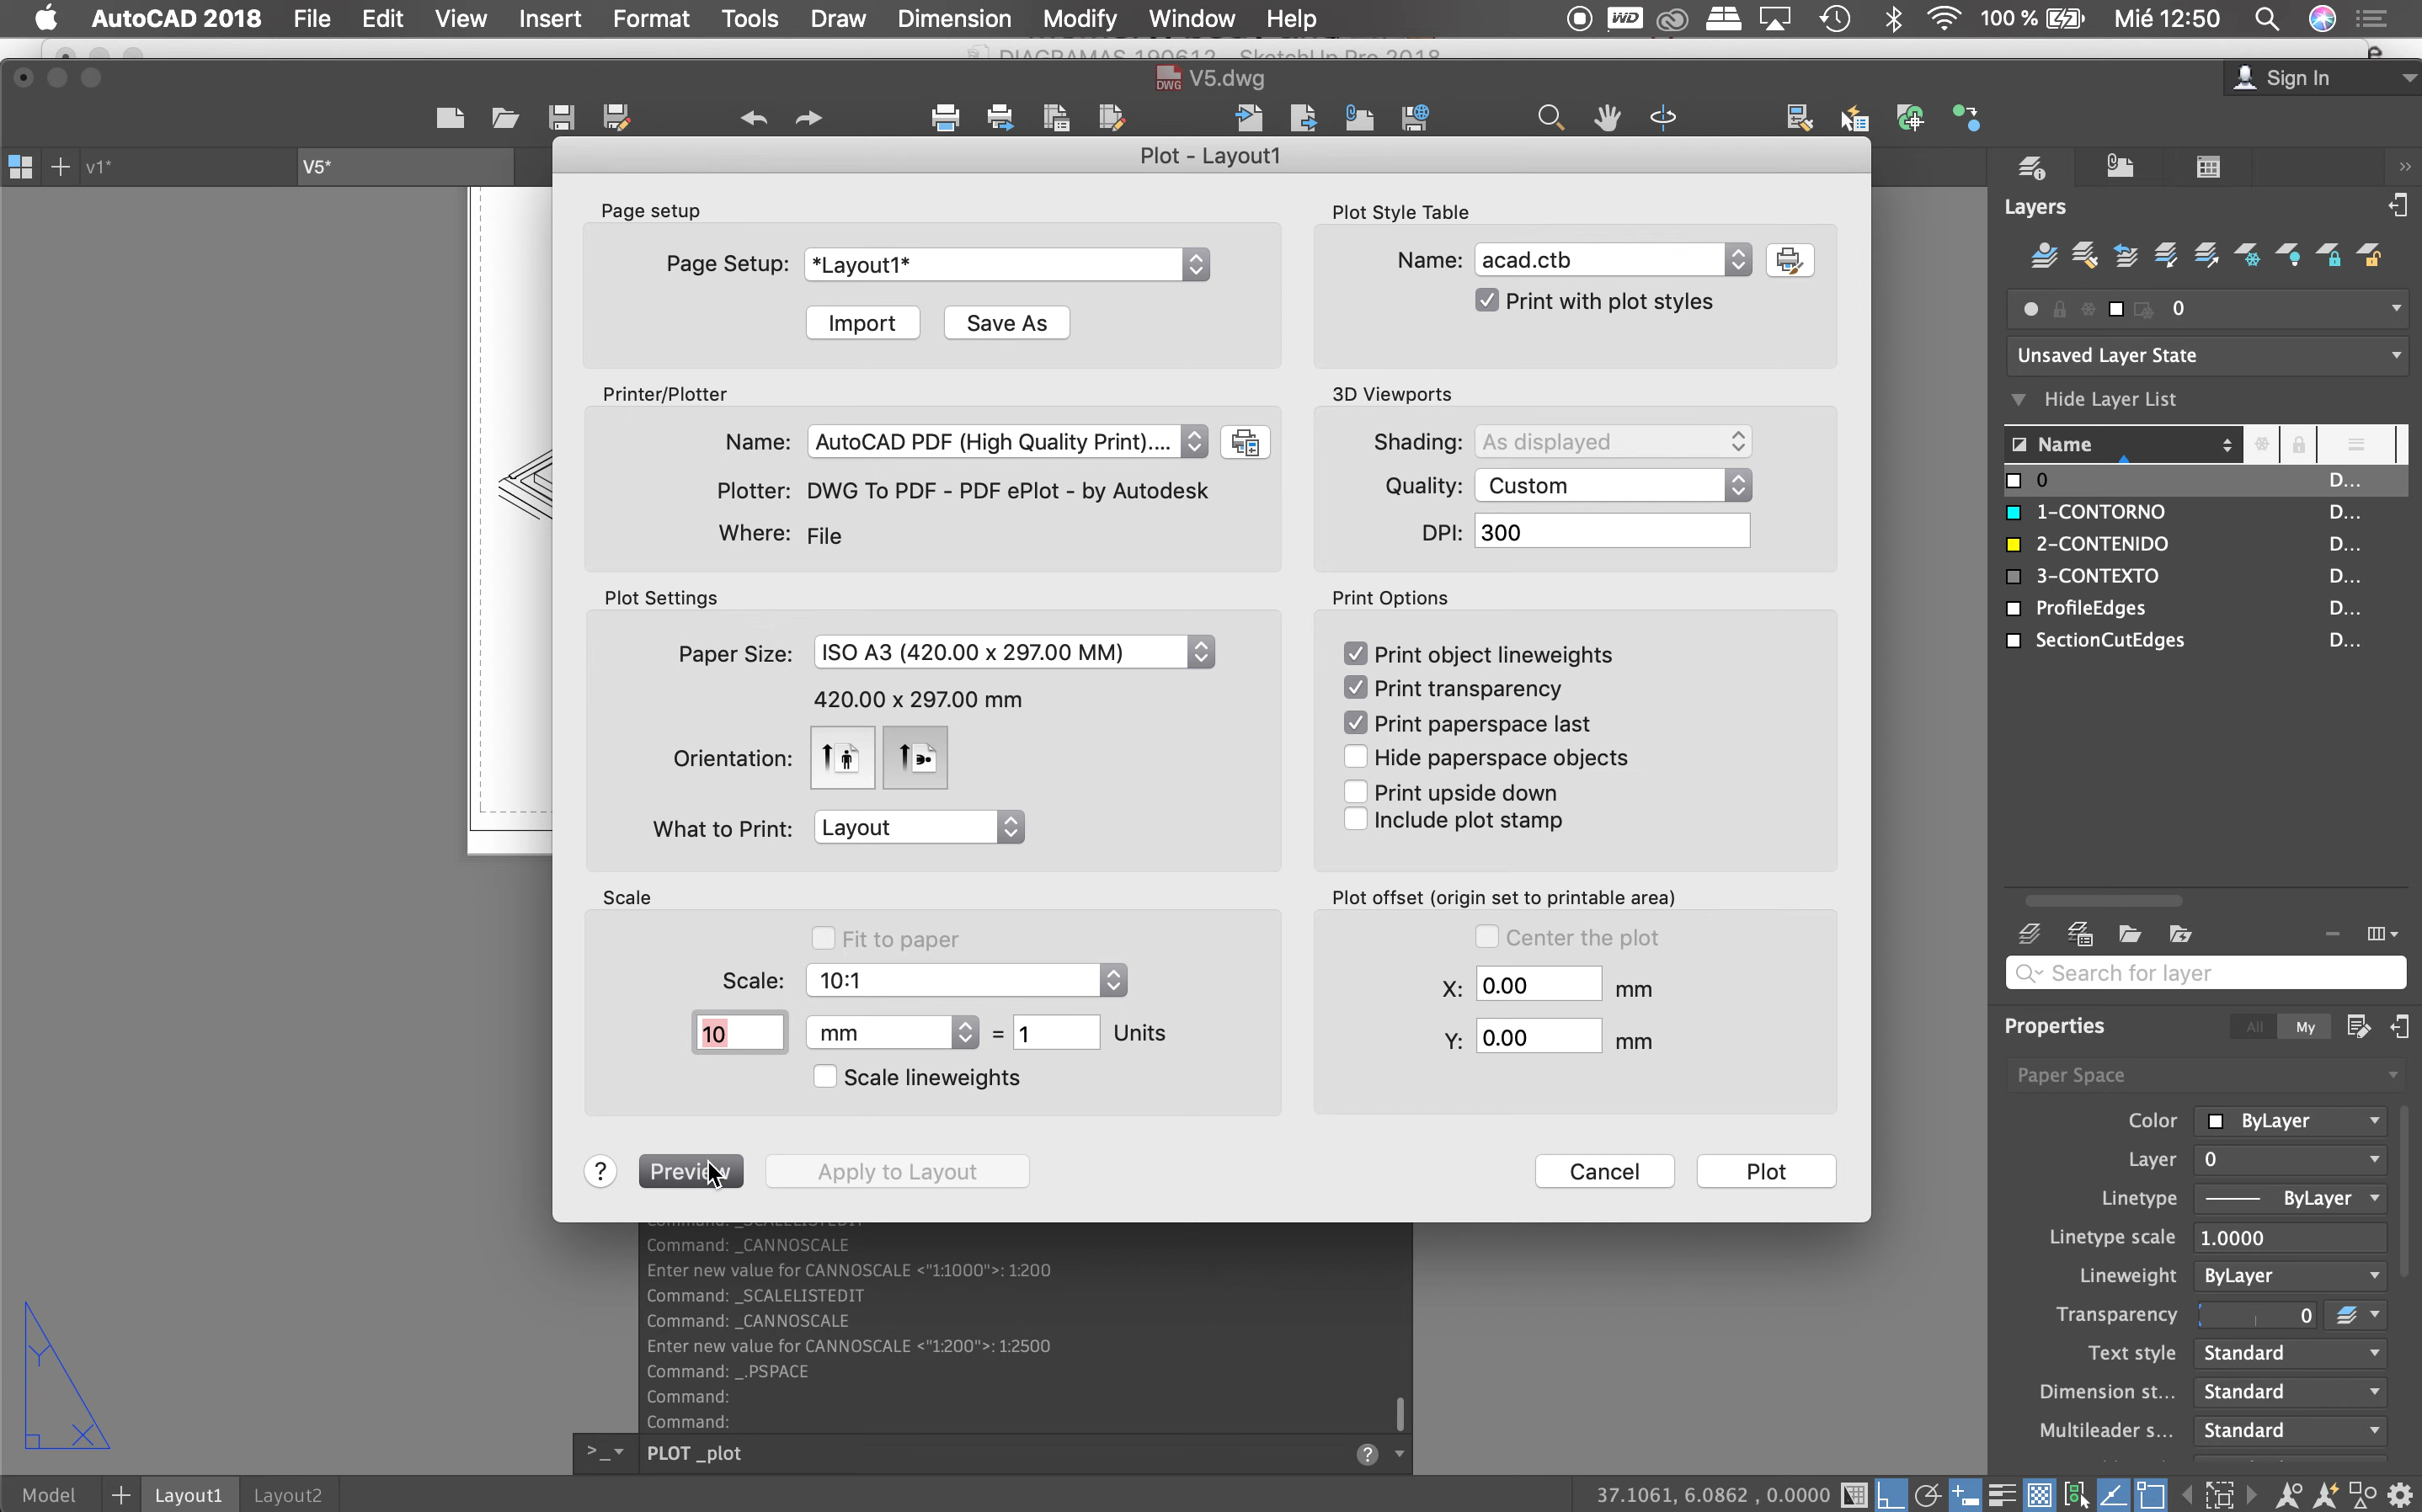 AutoCAD 2018 File Edit View Insert Format Tools Draw Dimension Modify Window Help
100 % Mié 12:50
DIAGRAMAS 190612 - SketchUp Pro 2018
V5.dwg
Sign In
v1*
V5*
Plot - Layout1
Page setup
Page Setup: *Layout1*
Import Save As
Plot Style Table
Name: acad.ctb
Print with plot styles
Printer/Plotter
Name: AutoCAD PDF (High Quality Print)....
Plotter: DWG To PDF - PDF ePlot - by Autodesk
Where: File
3D Viewports
Shading: As displayed
Quality: Custom
DPI: 300
Plot Settings
Paper Size: ISO A3 (420.00 x 297.00 MM)
420.00 x 297.00 mm
Orientation:
What to Print: Layout
Print Options
Print object lineweights
Print transparency
Print paperspace last
Hide paperspace objects
Print upside down
Include plot stamp
Scale
Fit to paper
Scale: 10:1
10 mm = 1 Units
Scale lineweights
Plot offset (origin set to printable area)
Center the plot
X: 0.00 mm
Y: 0.00 mm
? Preview Apply to Layout Cancel Plot
Command: _SCALELISTEDIT
Command: _CANNOSCALE
Enter new value for CANNOSCALE <"1:1000">: 1:200
Command: _SCALELISTEDIT
Command: _CANNOSCALE
Enter new value for CANNOSCALE <"1:200">: 1:2500
Command: _.PSPACE
Command:
Command:
>_ PLOT _plot
Y
X
Model + Layout1 Layout2
37.1061, 6.0862 , 0.0000
Layers
0
Unsaved Layer State
Hide Layer List
Name
0 D...
1-CONTORNO D...
2-CONTENIDO D...
3-CONTEXTO D...
ProfileEdges D...
SectionCutEdges D...
Search for layer
Properties All My
Paper Space
Color ByLayer
Layer 0
Linetype ByLayer
Linetype scale 1.0000
Lineweight ByLayer
Transparency 0
Text style Standard
Dimension st... Standard
Multileader s... Standard